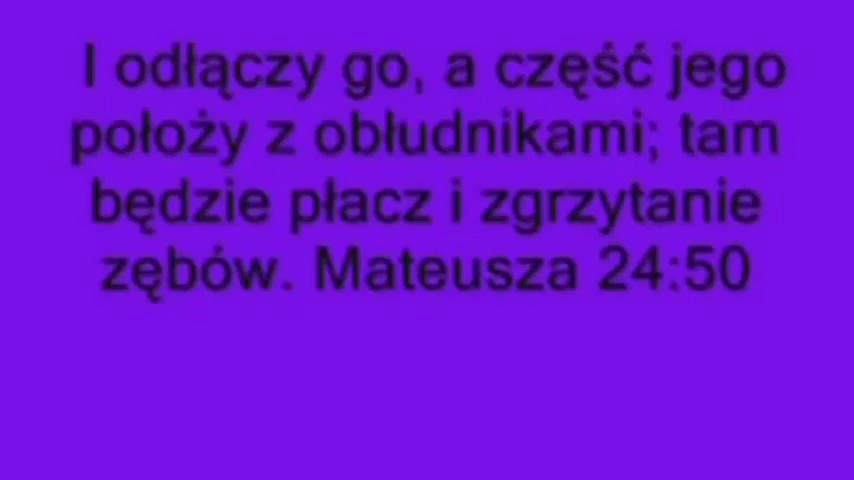 I odłączy go, a część jego
położy z obłudnikami; tam
będzie płacz i zgrzytanie
zębów. Mateusza 24:50